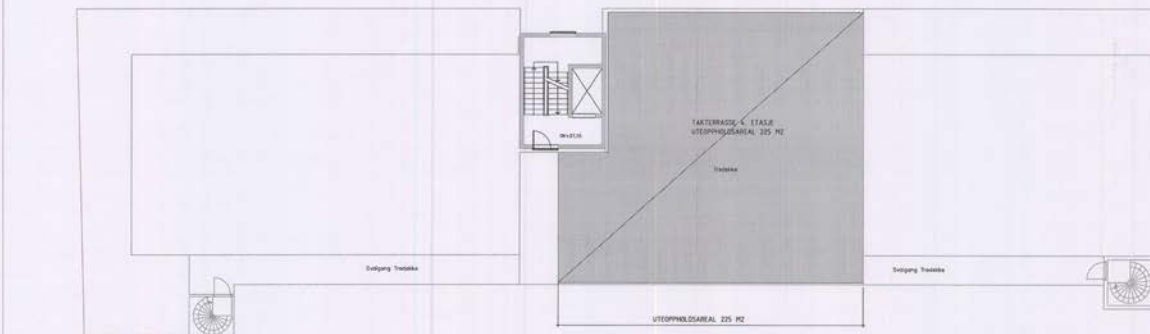 TAKTERRASSE 4. ETASJE
UTEOPPHOLDSAREAL 225 M2
Tredekke
Svalgang Tredekke
Svalgang Tredekke
UTEOPPHOLDSAREAL 225 M2